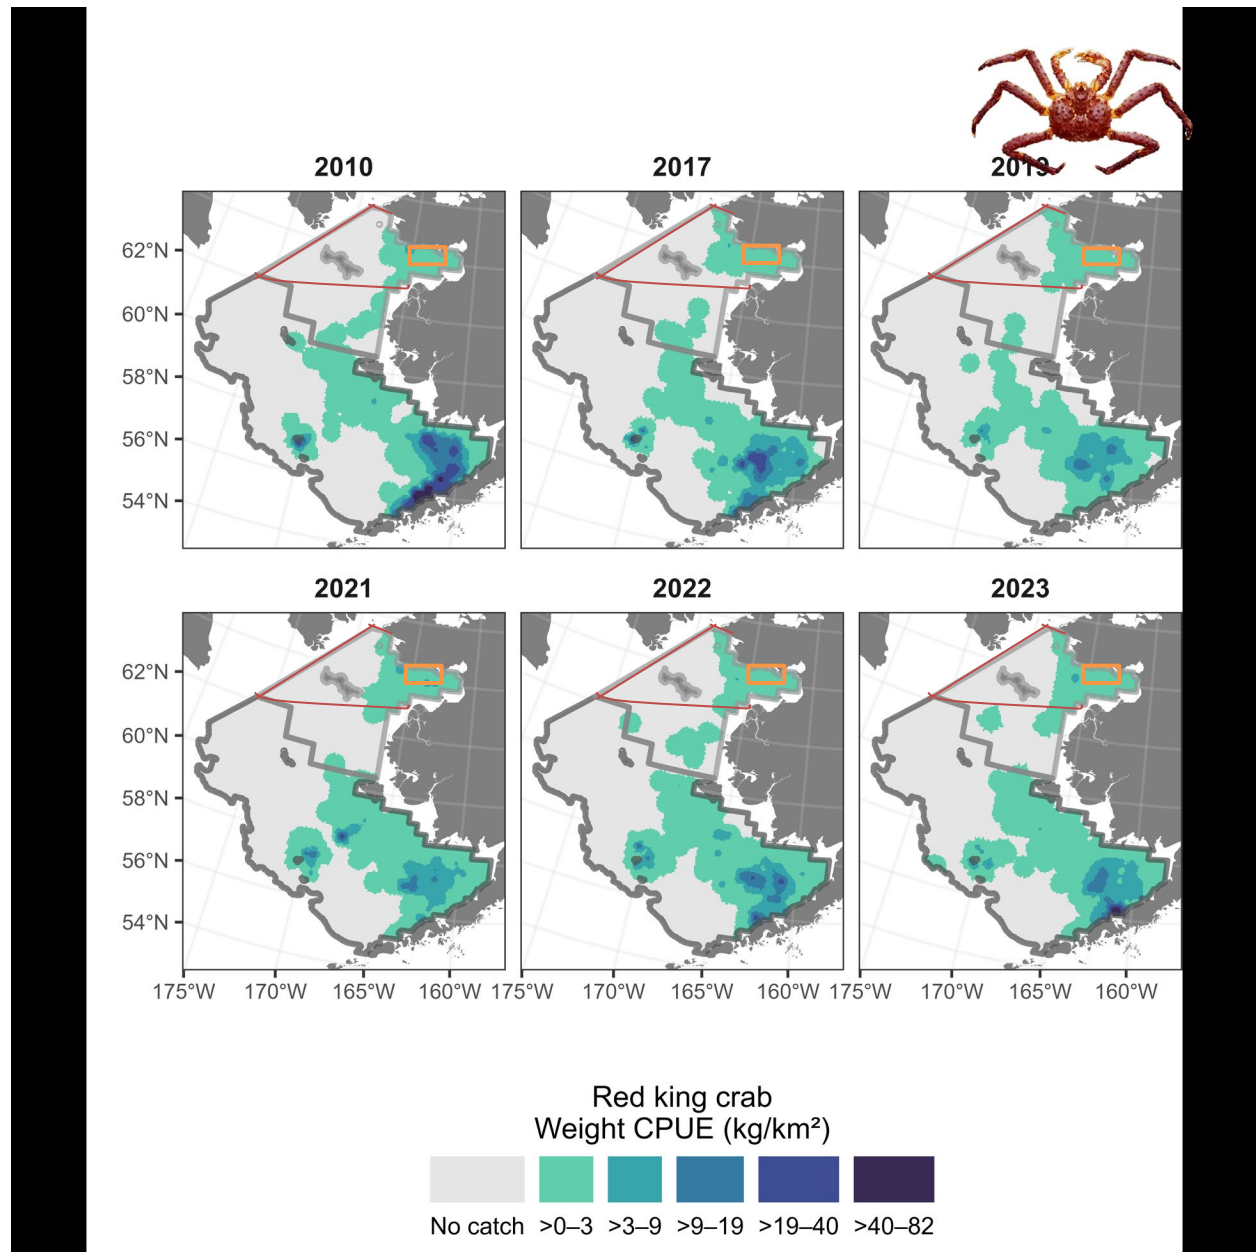 2010
2017
2019
62°N
60°N
58°N
56°N
54°N
2021
2022
2023
62°N
60°N
58°N
56°N
54°N
175°W 170°W 165°W 160°W 175°W 170°W 165°W 160°W 175°W 170°W 165°W 160°W
Red king crab
Weight CPUE (kg/km²)
No catch >0–3 >3–9 >9–19 >19–40 >40–82